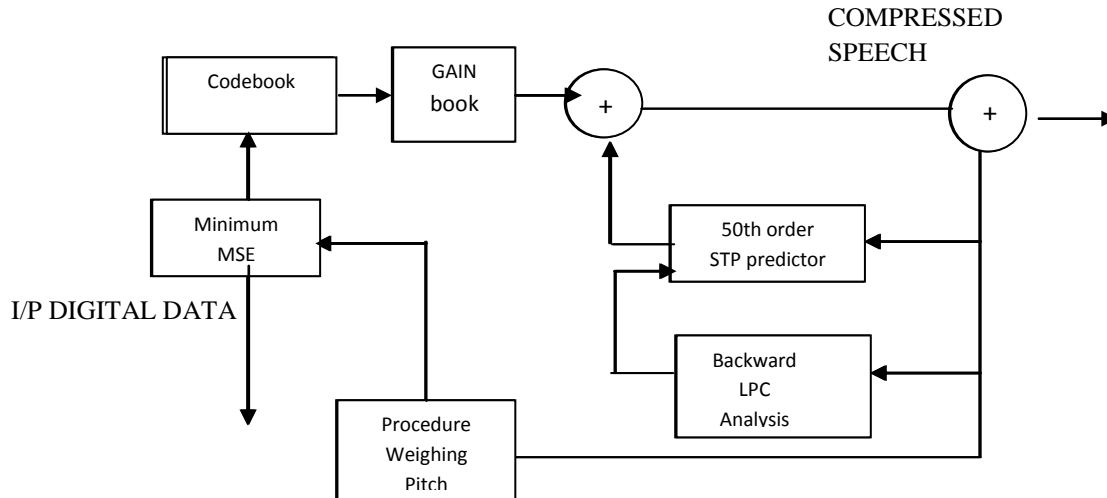 COMPRESSED
SPEECH
Codebook
GAIN
book
+
+
Minimum
MSE
50th order
STP predictor
I/P DIGITAL DATA
Backward
LPC
Analysis
Procedure
Weighing
Pitch